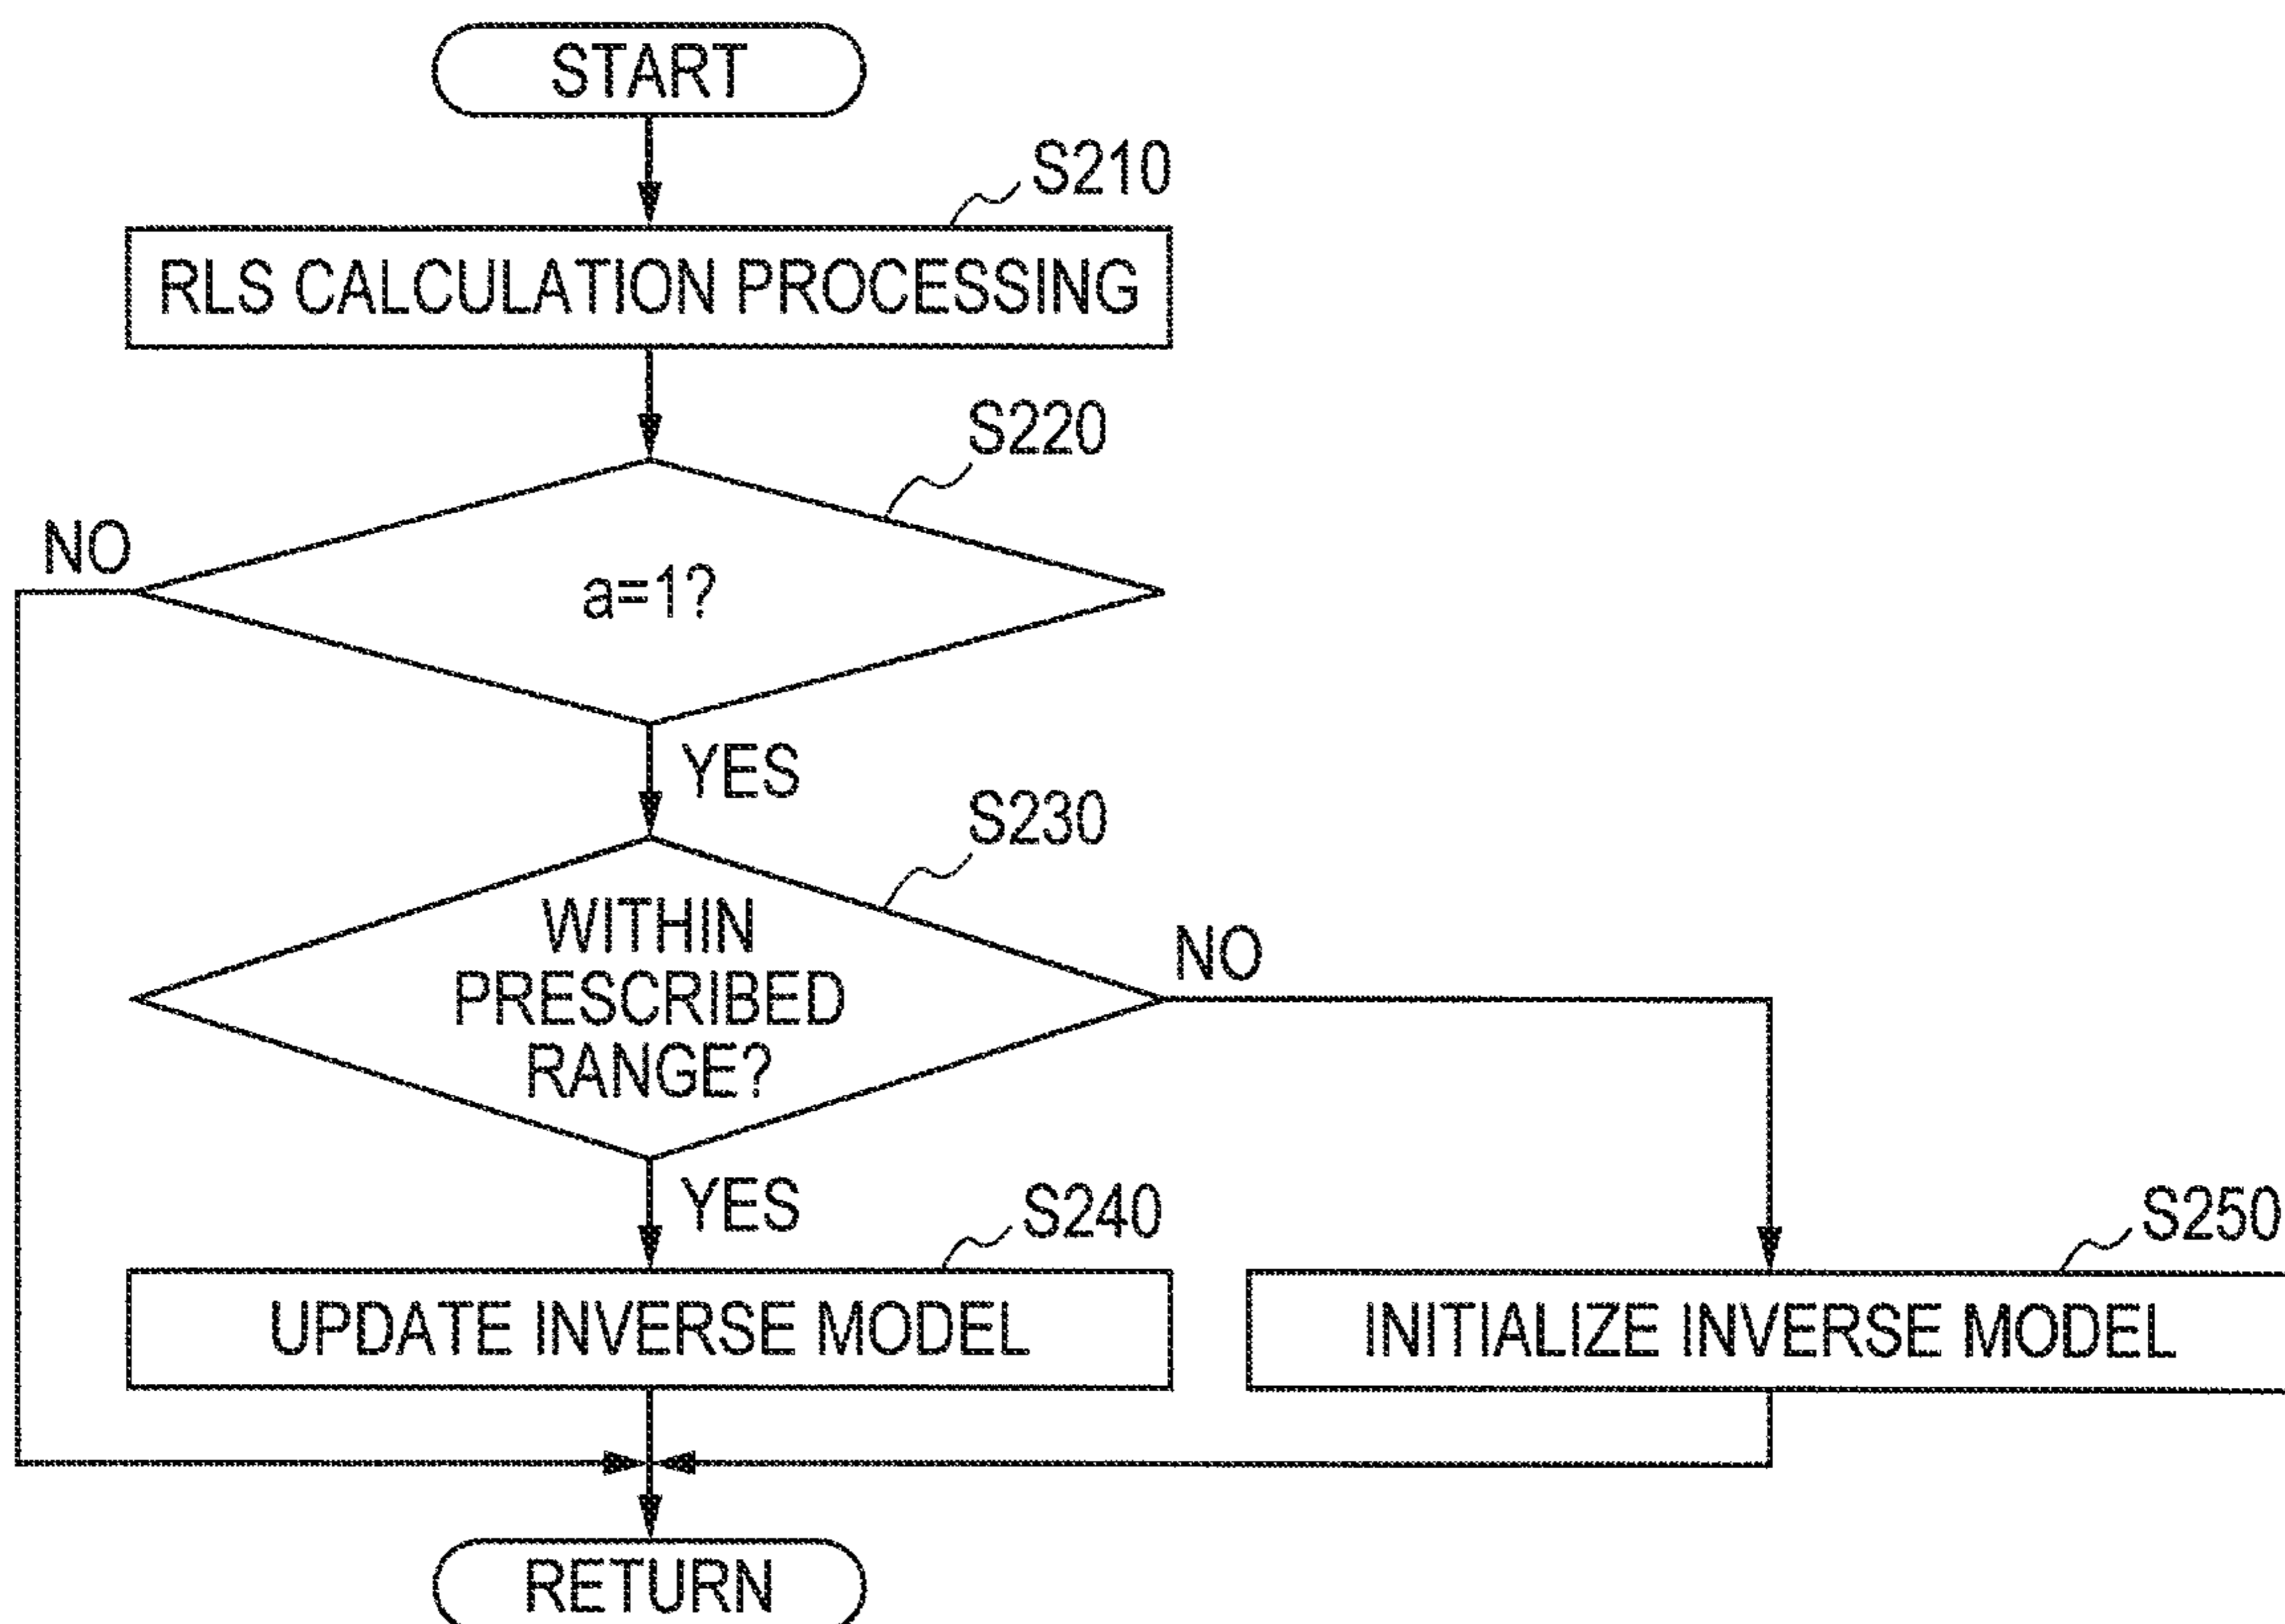 START
S210
RLS CALCULATION PROCESSING
S220
NO
a=1?
YES
S230
WITHIN
PRESCRIBED
RANGE?
NO
YES
S240
UPDATE INVERSE MODEL
S250
INITIALIZE INVERSE MODEL
RETURN